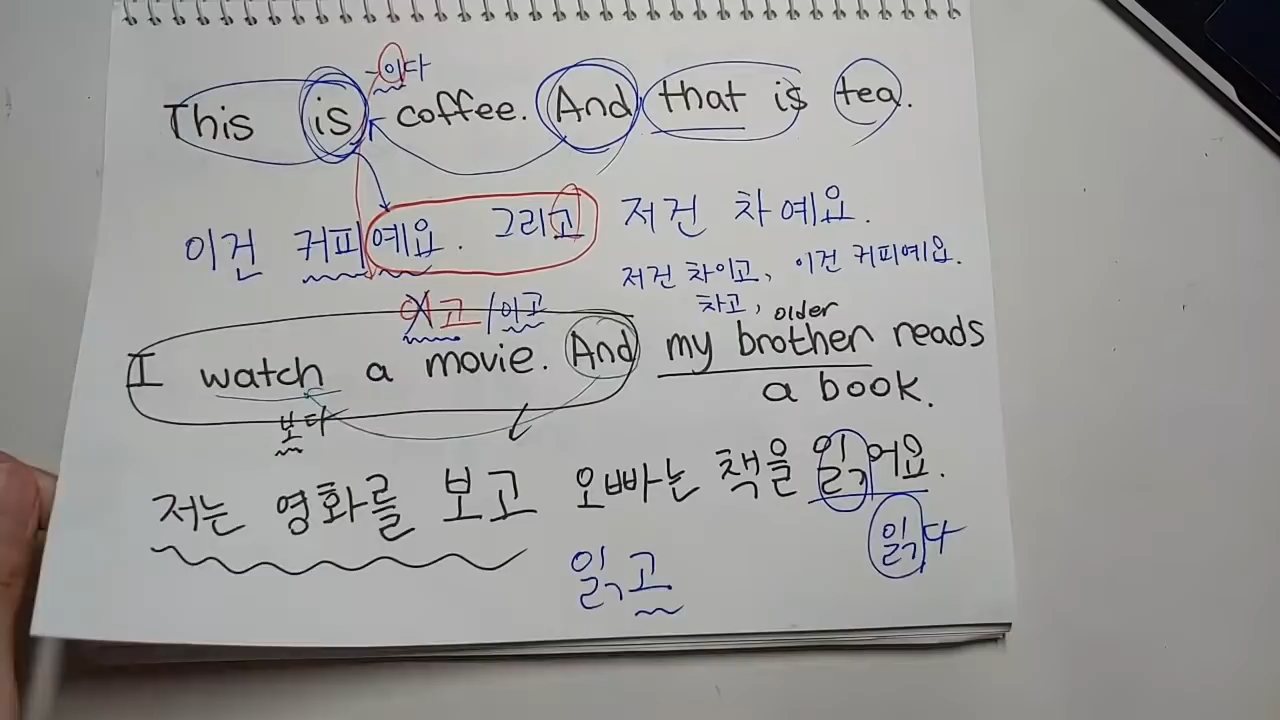 -이다
This is coffee. And that is tea.
이건 커피예요. 그리고 저건 차예요.
저건 차이고, 이건 커피예요.
이고/이고 차고, older
I watch a movie. And my brother reads
a book.
보다
저는 영화를 보고 오빠는 책을 읽어요.
읽다
읽고